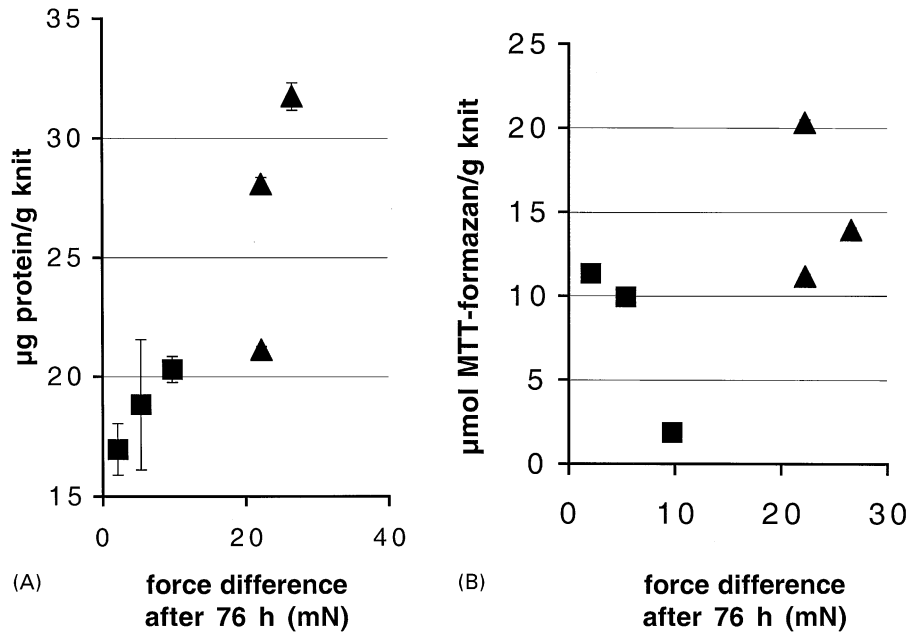 35
30
25
20
15
µg protein/g knit
0
20
40
(A)
force difference
after 76 h (mN)
25
20
15
10
5
0
µmol MTT-formazan/g knit
0
10
20
30
(B)
force difference
after 76 h (mN)